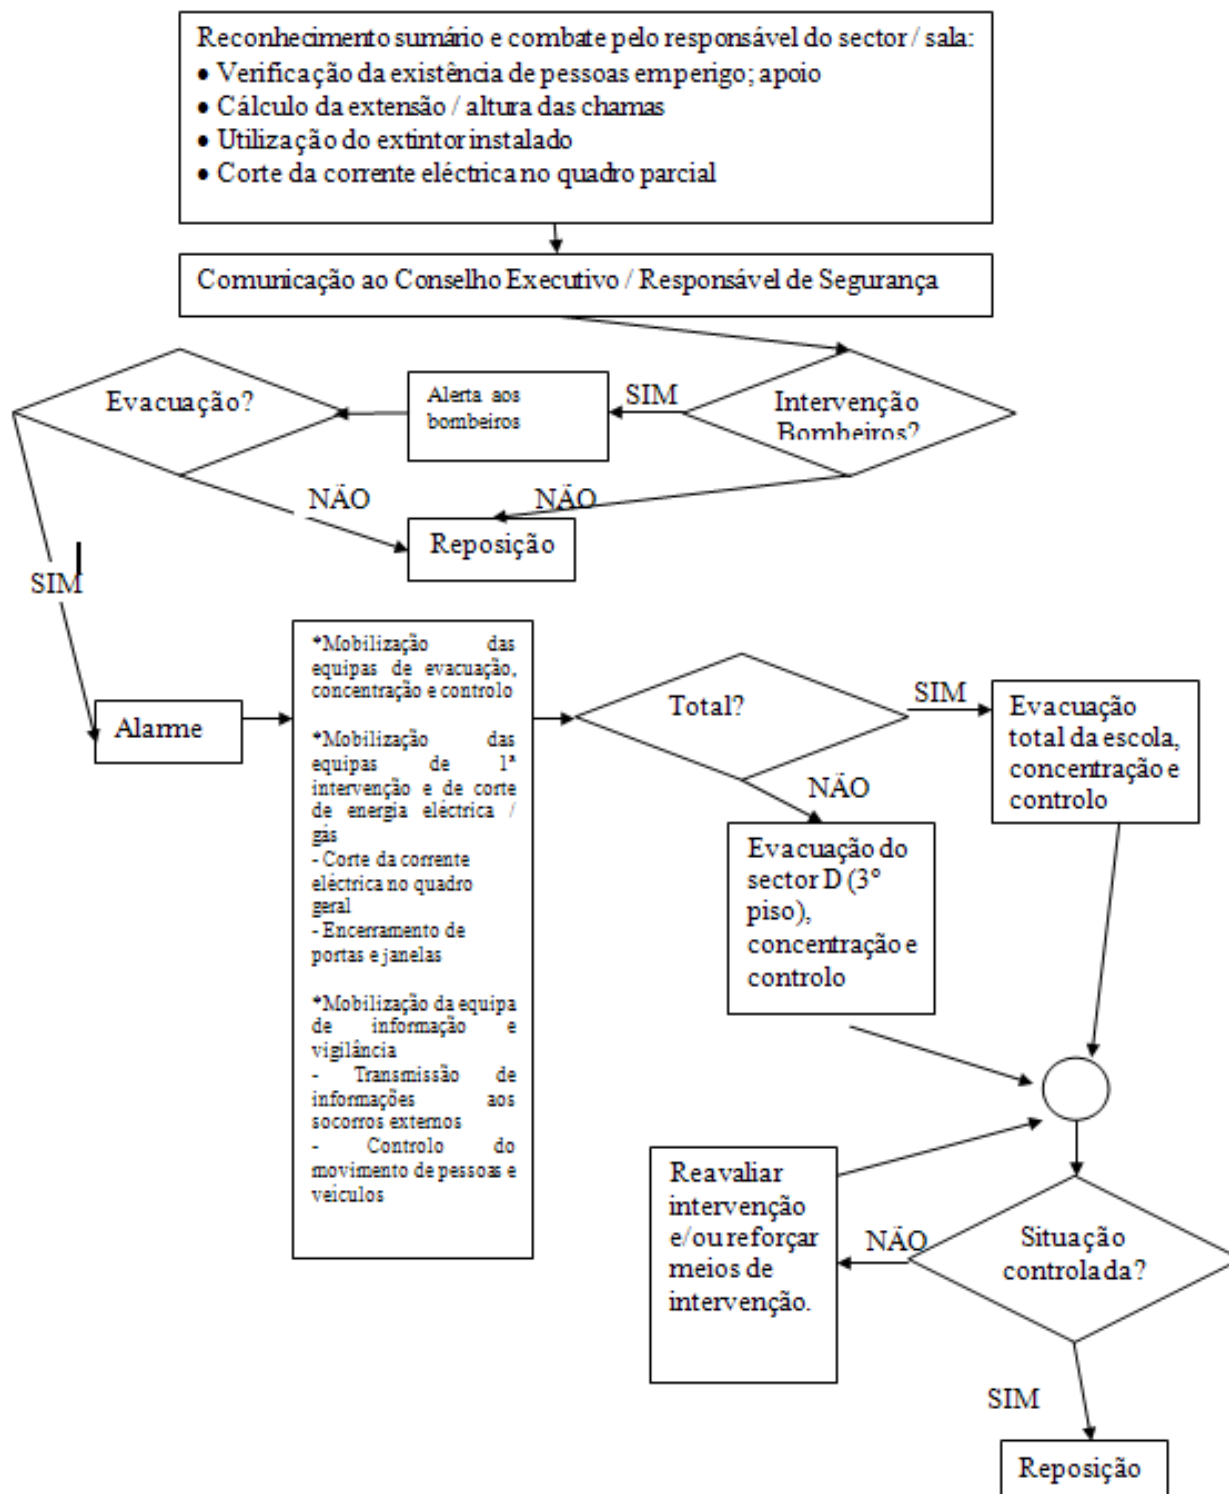 Reconhecimento sumário e combate pelo responsável do sector / sala:
• Verificação da existência de pessoas em perigo; apoio
• Cálculo da extensão / altura das chamas
• Utilização do extintor instalado
• Corte da corrente eléctrica no quadro parcial
Comunicação ao Conselho Executivo / Responsável de Segurança
Evacuação?
Alerta aos
bombeiros
SIM
Intervenção
Bombeiros?
NÃO
NÃO
Reposição
SIM
Alarme
*Mobilização das
equipas de evacuação,
concentração e controlo
*Mobilização das
equipas de 1ª
intervenção e de corte
de energia eléctrica /
gás
- Corte da corrente
eléctrica no quadro
geral
- Encerramento de
portas e janelas
*Mobilização da equipa
de informação e
vigilância
- Transmissão de
informações aos
socorros externos
- Controlo do
movimento de pessoas e
veículos
Total?
SIM
Evacuação
total da escola,
concentração e
controlo
NÃO
Evacuação do
sector D (3º
piso),
concentração e
controlo
Reavaliar
intervenção
e/ou reforçar
meios de
intervenção.
NÃO
Situação
controlada?
SIM
Reposição